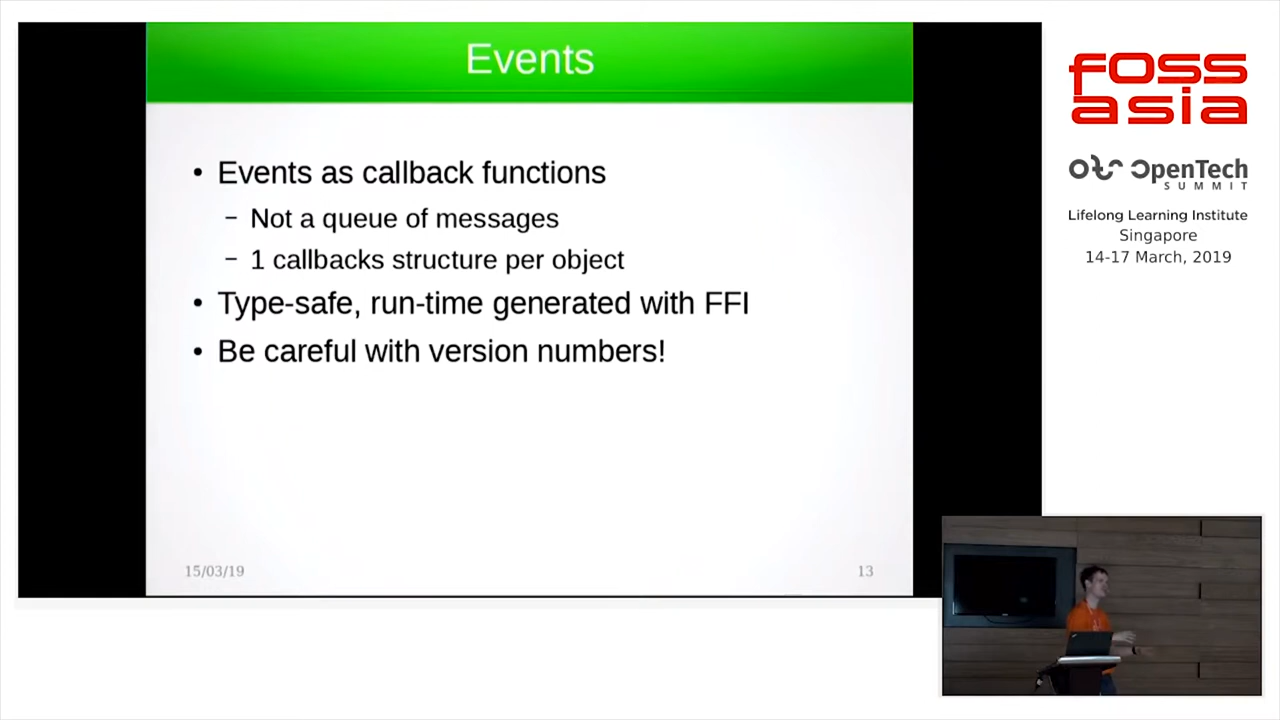 Events
• Events as callback functions
– Not a queue of messages
– 1 callbacks structure per object
• Type-safe, run-time generated with FFI
• Be careful with version numbers!
15/03/19
13
FOSS
asia
OpenTech
SUMMIT
Lifelong Learning Institute
Singapore
14-17 March, 2019